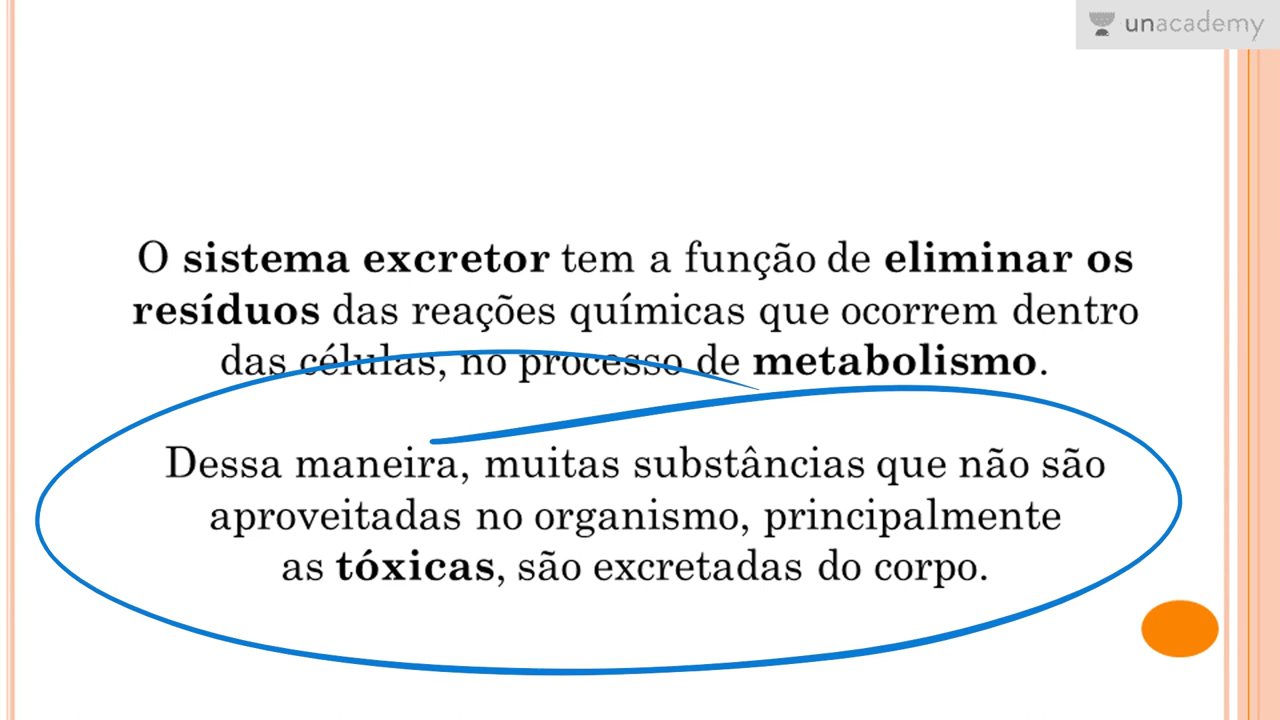 unacademy
O sistema excretor tem a função de eliminar os
resíduos das reações químicas que ocorrem dentro
das células, no processo de metabolismo.
Dessa maneira, muitas substâncias que não são
aproveitadas no organismo, principalmente
as tóxicas, são excretadas do corpo.